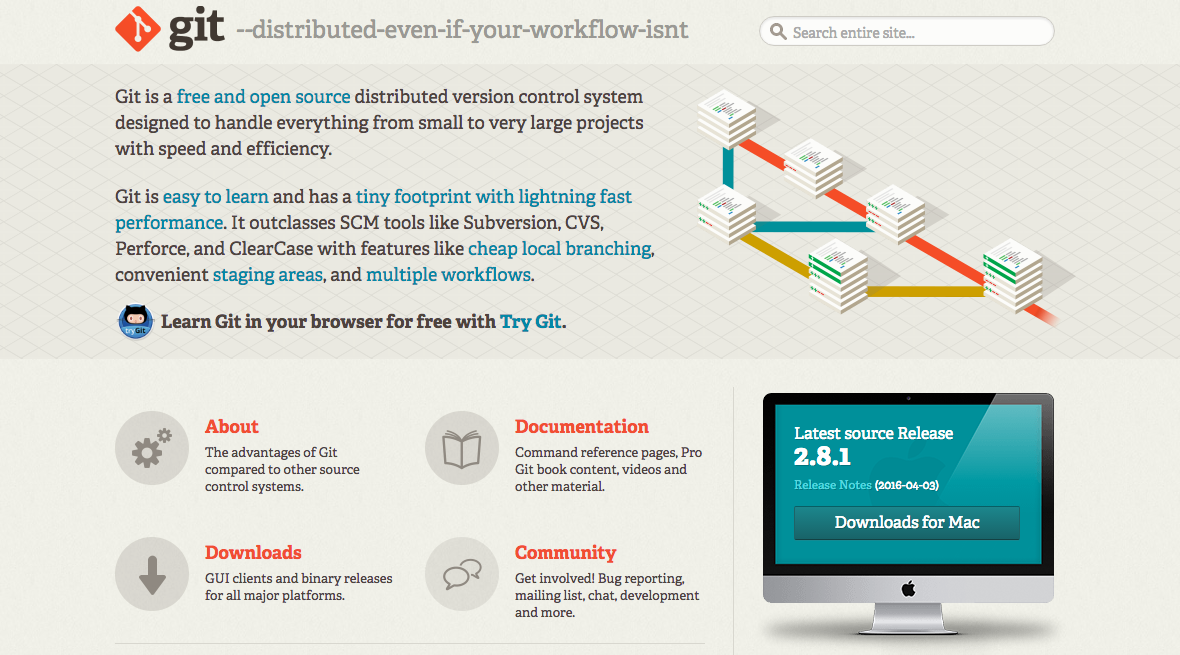 git --distributed-even-if-your-workflow-isnt
Search entire site...
Git is a free and open source distributed version control system
designed to handle everything from small to very large projects
with speed and efficiency.
Git is easy to learn and has a tiny footprint with lightning fast
performance. It outclasses SCM tools like Subversion, CVS,
Perforce, and ClearCase with features like cheap local branching,
convenient staging areas, and multiple workflows.
tryGit
Learn Git in your browser for free with Try Git.
About
The advantages of Git
compared to other source
control systems.
Documentation
Command reference pages, Pro
Git book content, videos and
other material.
Downloads
GUI clients and binary releases
for all major platforms.
Community
Get involved! Bug reporting,
mailing list, chat, development
and more.
Latest source Release
2.8.1
Release Notes (2016-04-03)
Downloads for Mac